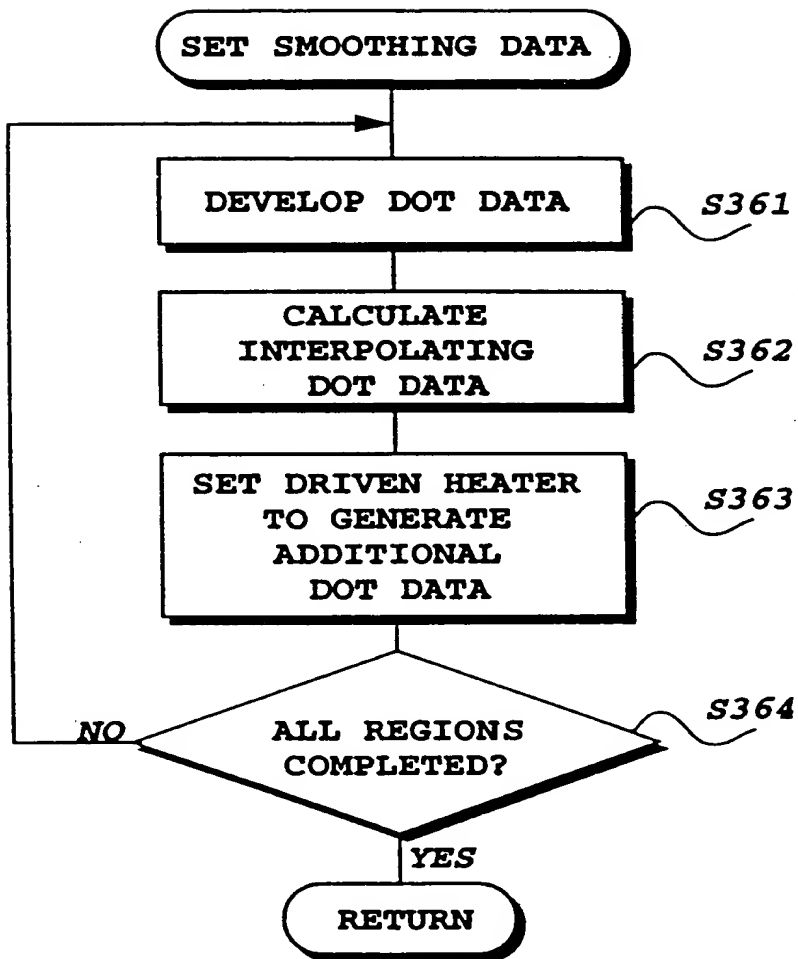 SET SMOOTHING DATA
DEVELOP DOT DATA
S361
CALCULATE
INTERPOLATING
DOT DATA
S362
SET DRIVEN HEATER
TO GENERATE
ADDITIONAL
DOT DATA
S363
ALL REGIONS
COMPLETED?
S364
NO
YES
RETURN